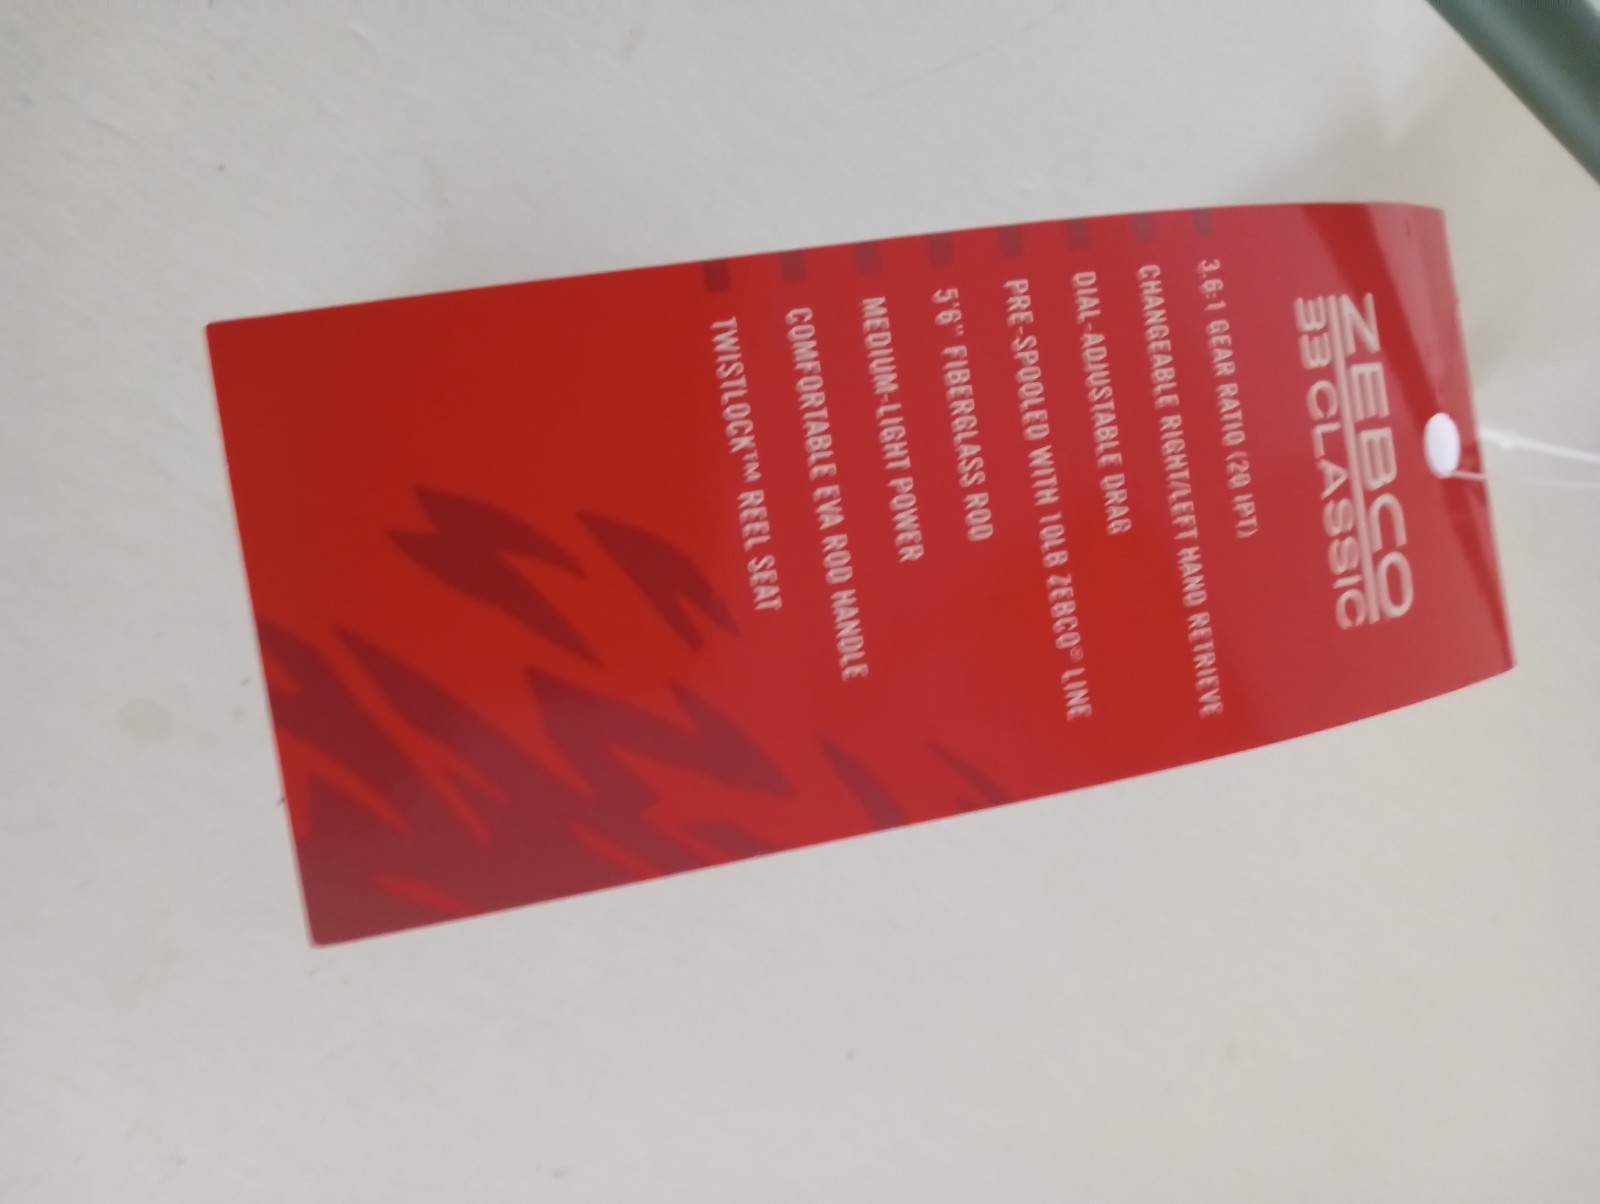 ZEBCO
33 CLASSIC
3.6:1 GEAR RATIO (20 IPT)
CHANGEABLE RIGHT/LEFT HAND RETRIEVE
DIAL-ADJUSTABLE DRAG
PRE-SPOOLED WITH 10LB ZEBCO® LINE
5'6" FIBERGLASS ROD
MEDIUM-LIGHT POWER
COMFORTABLE EVA ROD HANDLE
TWISTLOCK™ REEL SEAT